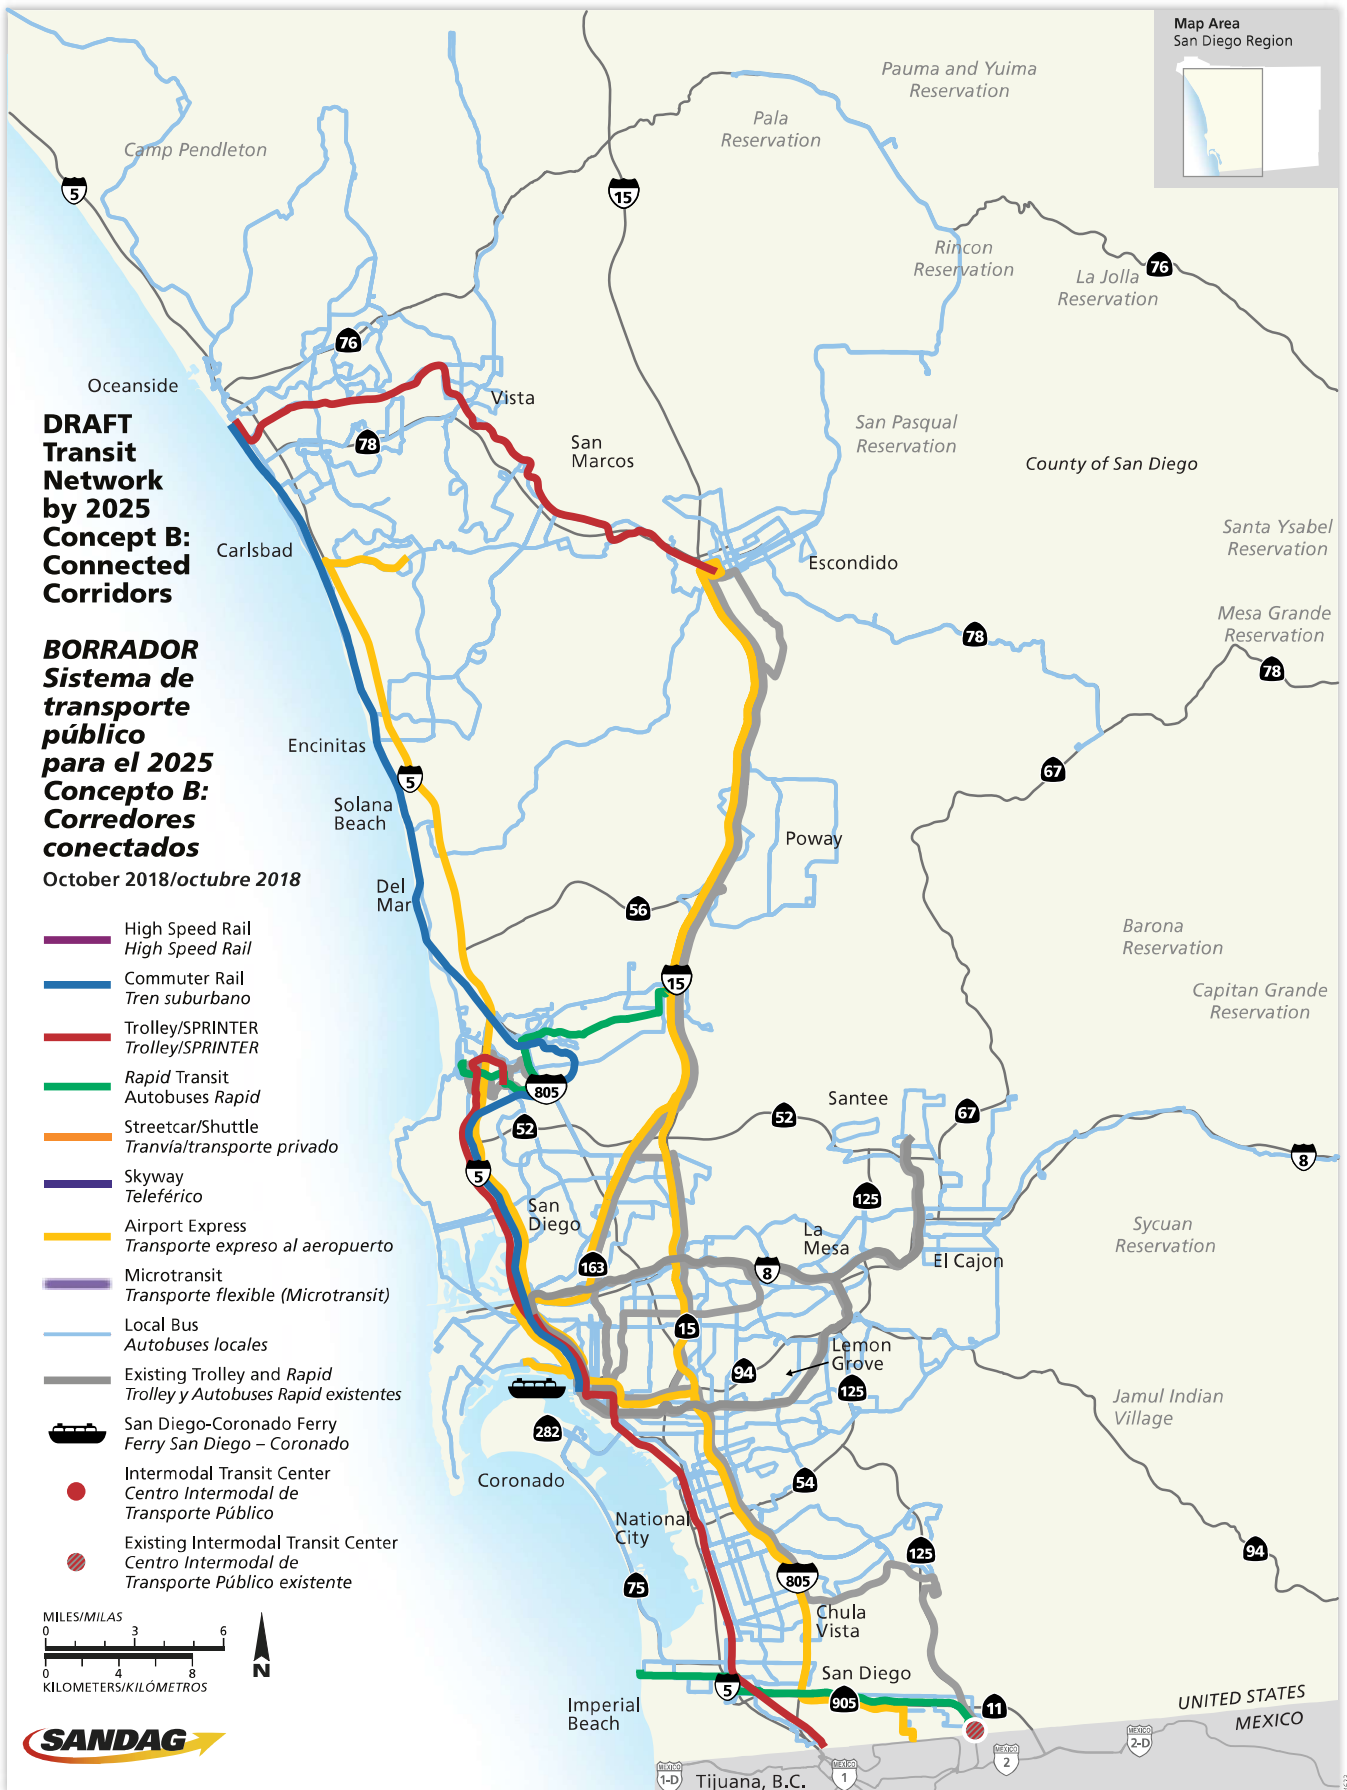 Map Area
San Diego Region
Pauma and Yuima
Reservation
Pala
Reservation
Camp Pendleton
5
15
Rincon
Reservation
La Jolla
Reservation
76
76
Oceanside
Vista
San
Marcos
78
San Pasqual
Reservation
County of San Diego
DRAFT
Transit
Network
by 2025
Concept B:
Connected
Corridors
Carlsbad
Escondido
Santa Ysabel
Reservation
Mesa Grande
Reservation
78
78
BORRADOR
Sistema de
transporte
público
para el 2025
Concepto B:
Corredores
conectados
October 2018/octubre 2018
Encinitas
5
67
Solana
Beach
Poway
Del
Mar
56
Barona
Reservation
15
Capitan Grande
Reservation
805
52
52
Santee
67
8
5
125
San
Diego
La
Mesa
Sycuan
Reservation
163
8
El Cajon
15
Lemon
Grove
94
125
Jamul Indian
Village
282
Coronado
54
National
City
125
94
75
805
Chula
Vista
San Diego
5
905
11
Imperial
Beach
UNITED STATES
MEXICO
MEXICO
2-D
MEXICO
2
MEXICO
1-D
MEXICO
1
Tijuana, B.C.
High Speed Rail
High Speed Rail
Commuter Rail
Tren suburbano
Trolley/SPRINTER
Trolley/SPRINTER
Rapid Transit
Autobuses Rapid
Streetcar/Shuttle
Tranvía/transporte privado
Skyway
Teleférico
Airport Express
Transporte expreso al aeropuerto
Microtransit
Transporte flexible (Microtransit)
Local Bus
Autobuses locales
Existing Trolley and Rapid
Trolley y Autobuses Rapid existentes
San Diego-Coronado Ferry
Ferry San Diego – Coronado
Intermodal Transit Center
Centro Intermodal de
Transporte Público
Existing Intermodal Transit Center
Centro Intermodal de
Transporte Público existente
MILES/MILAS
0 3 6
0 4 8
KILOMETERS/KILÓMETROS
N
SANDAG